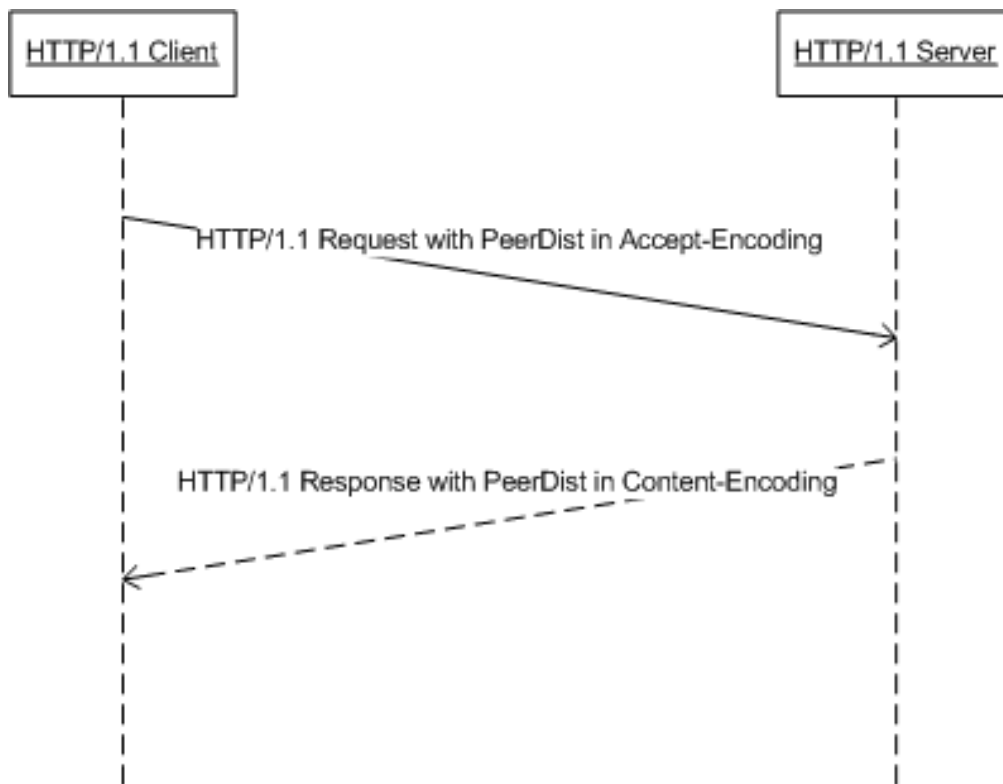 HTTP/1.1 Client
HTTP/1.1 Server
HTTP/1.1 Request with PeerDist in Accept-Encoding
HTTP/1.1 Response with PeerDist in Content-Encoding